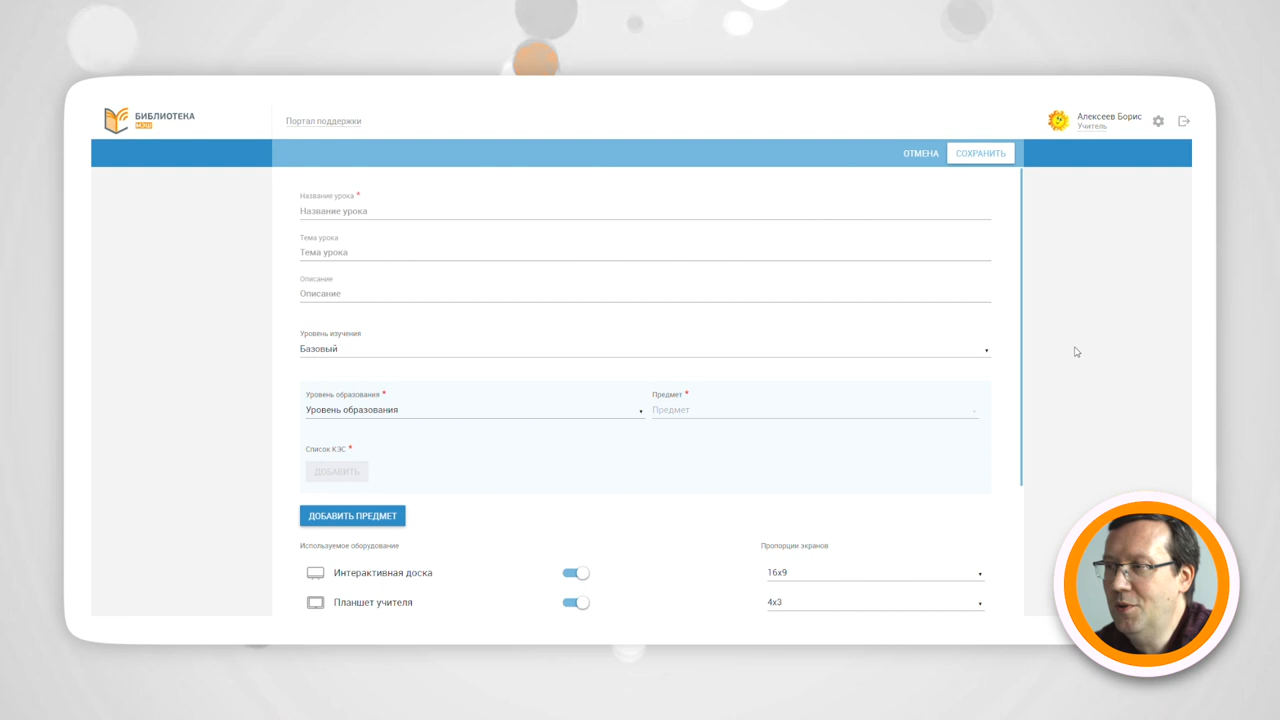 БИБЛИОТЕКА
МЭШ
Портал поддержки
Алексеев Борис
Учитель
ОТМЕНА
СОХРАНИТЬ
Название урока *
Название урока
Тема урока
Тема урока
Описание
Описание
Уровень изучения
Базовый
Уровень образования *
Предмет *
Уровень образования
Предмет
Список КЭС *
ДОБАВИТЬ
ДОБАВИТЬ ПРЕДМЕТ
Используемое оборудование
Пропорции экранов
Интерактивная доска
16x9
Планшет учителя
4x3